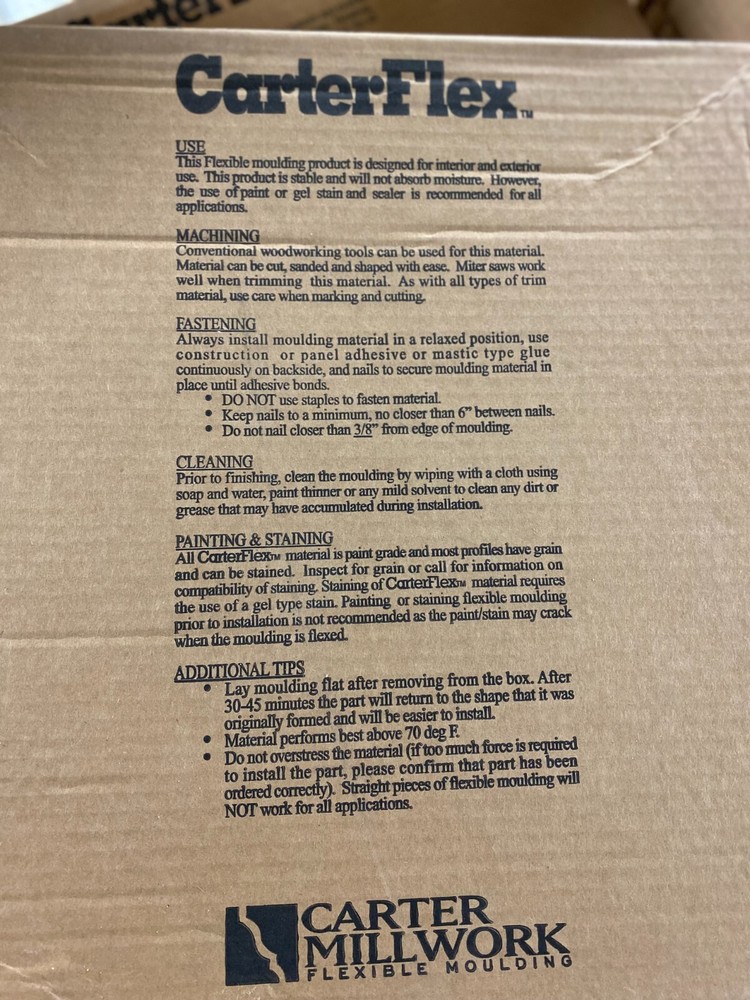 CarterFlex™
USE
This Flexible moulding product is designed for interior and exterior
use. This product is stable and will not absorb moisture. However,
the use of paint or gel stain and sealer is recommended for all
applications.
MACHINING
Conventional woodworking tools can be used for this material.
Material can be cut, sanded and shaped with ease. Miter saws work
well when trimming this material. As with all types of trim
material, use care when marking and cutting.
FASTENING
Always install moulding material in a relaxed position, use
construction or panel adhesive or mastic type glue
continuously on backside, and nails to secure moulding material in
place until adhesive bonds.
• DO NOT use staples to fasten material.
• Keep nails to a minimum, no closer than 6” between nails.
• Do not nail closer than 3/8” from edge of moulding.
CLEANING
Prior to finishing, clean the moulding by wiping with a cloth using
soap and water, paint thinner or any mild solvent to clean any dirt or
grease that may have accumulated during installation.
PAINTING & STAINING
All CarterFlex™ material is paint grade and most profiles have grain
and can be stained. Inspect for grain or call for information on
compatibility of staining. Staining of CarterFlex™ material requires
the use of a gel type stain. Painting or staining flexible moulding
prior to installation is not recommended as the paint/stain may crack
when the moulding is flexed.
ADDITIONAL TIPS
• Lay moulding flat after removing from the box. After
30-45 minutes the part will return to the shape that it was
originally formed and will be easier to install.
• Material performs best above 70 deg F.
• Do not overstress the material (if too much force is required
to install the part, please confirm that part has been
ordered correctly). Straight pieces of flexible moulding will
NOT work for all applications.
CARTER
MILLWORK
FLEXIBLE MOULDING